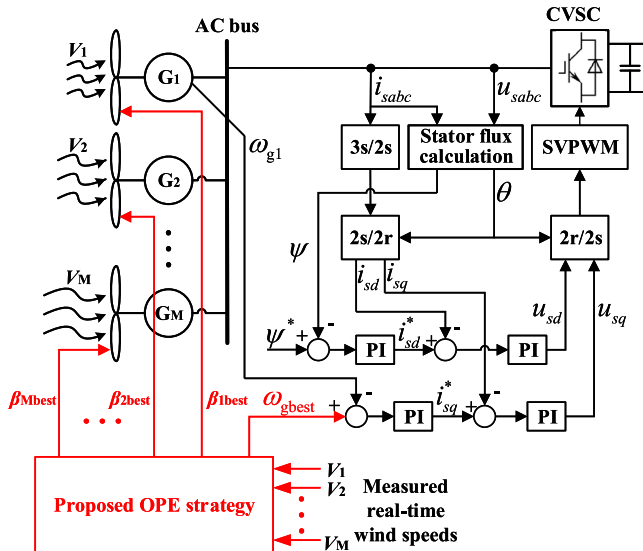 AC bus
CVSC
V1
G1
isabc
usabc
V2
ωg1
3s/2s
Stator flux
calculation
SVPWM
G2
θ
ψ
2s/2r
2r/2s
VM
GM
isd
isq
usd
usq
ψ* + -
PI
i*sd
+ -
PI
βMbest
β2best
β1best
ωgbest
+ -
PI
i*sq
+ -
PI
Proposed OPE strategy
V1
V2
VM
Measured
real-time
wind speeds